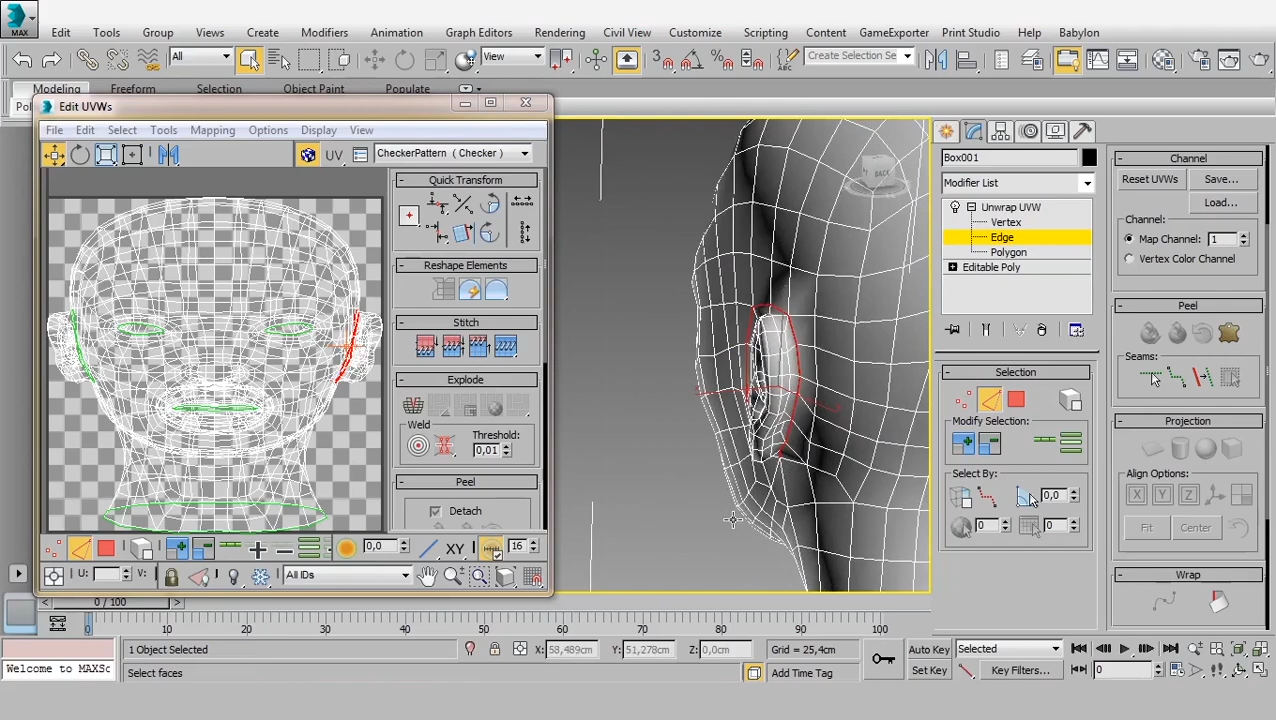 MAX
Edit Tools Group Views Create Modifiers Animation Graph Editors Rendering Civil View Customize Scripting Content GameExporter Print Studio Help Babylon
All View 3 Create Selection Se
Modeling Freeform Selection Object Paint Populate
Edit UVWs
File Edit Select Tools Mapping Options Display View
UV CheckerPattern ( Checker )
Quick Transform
Reshape Elements
Stitch
Explode
Weld Threshold:
0,01
Peel
Detach
0,0 XY 16
U: V: All IDs
BACK
Box001
Modifier List
Unwrap UVW
Vertex
Edge
Polygon
Editable Poly
Selection
Modify Selection:
Select By:
0,0
0 0
Channel
Reset UVWs Save...
Load...
Channel:
Map Channel: 1
Vertex Color Channel
Peel
Seams:
Projection
Align Options:
X Y Z
Fit Center
Wrap
0 / 100
0 10 20 30 40 50 60 70 80 90 100
Welcome to MAXSc
1 Object Selected X: 58,489cm Y: 51,278cm Z: 0,0cm Grid = 25,4cm
Select faces Add Time Tag
Auto Key Selected
Set Key Key Filters... 0